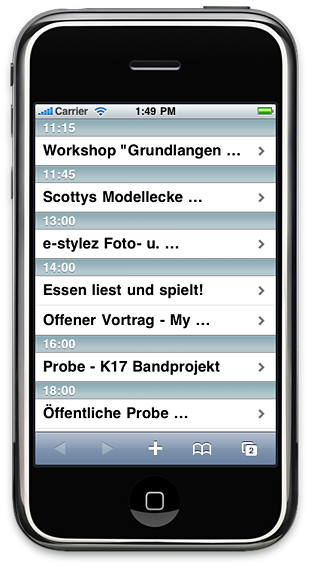 Carrier 1:49 PM
11:15
Workshop "Grundlangen ...
11:45
Scottys Modellecke ...
13:00
e-stylez Foto- u. ...
14:00
Essen liest und spielt!
Offener Vortrag - My ...
16:00
Probe - K17 Bandprojekt
18:00
Öffentliche Probe ...
2